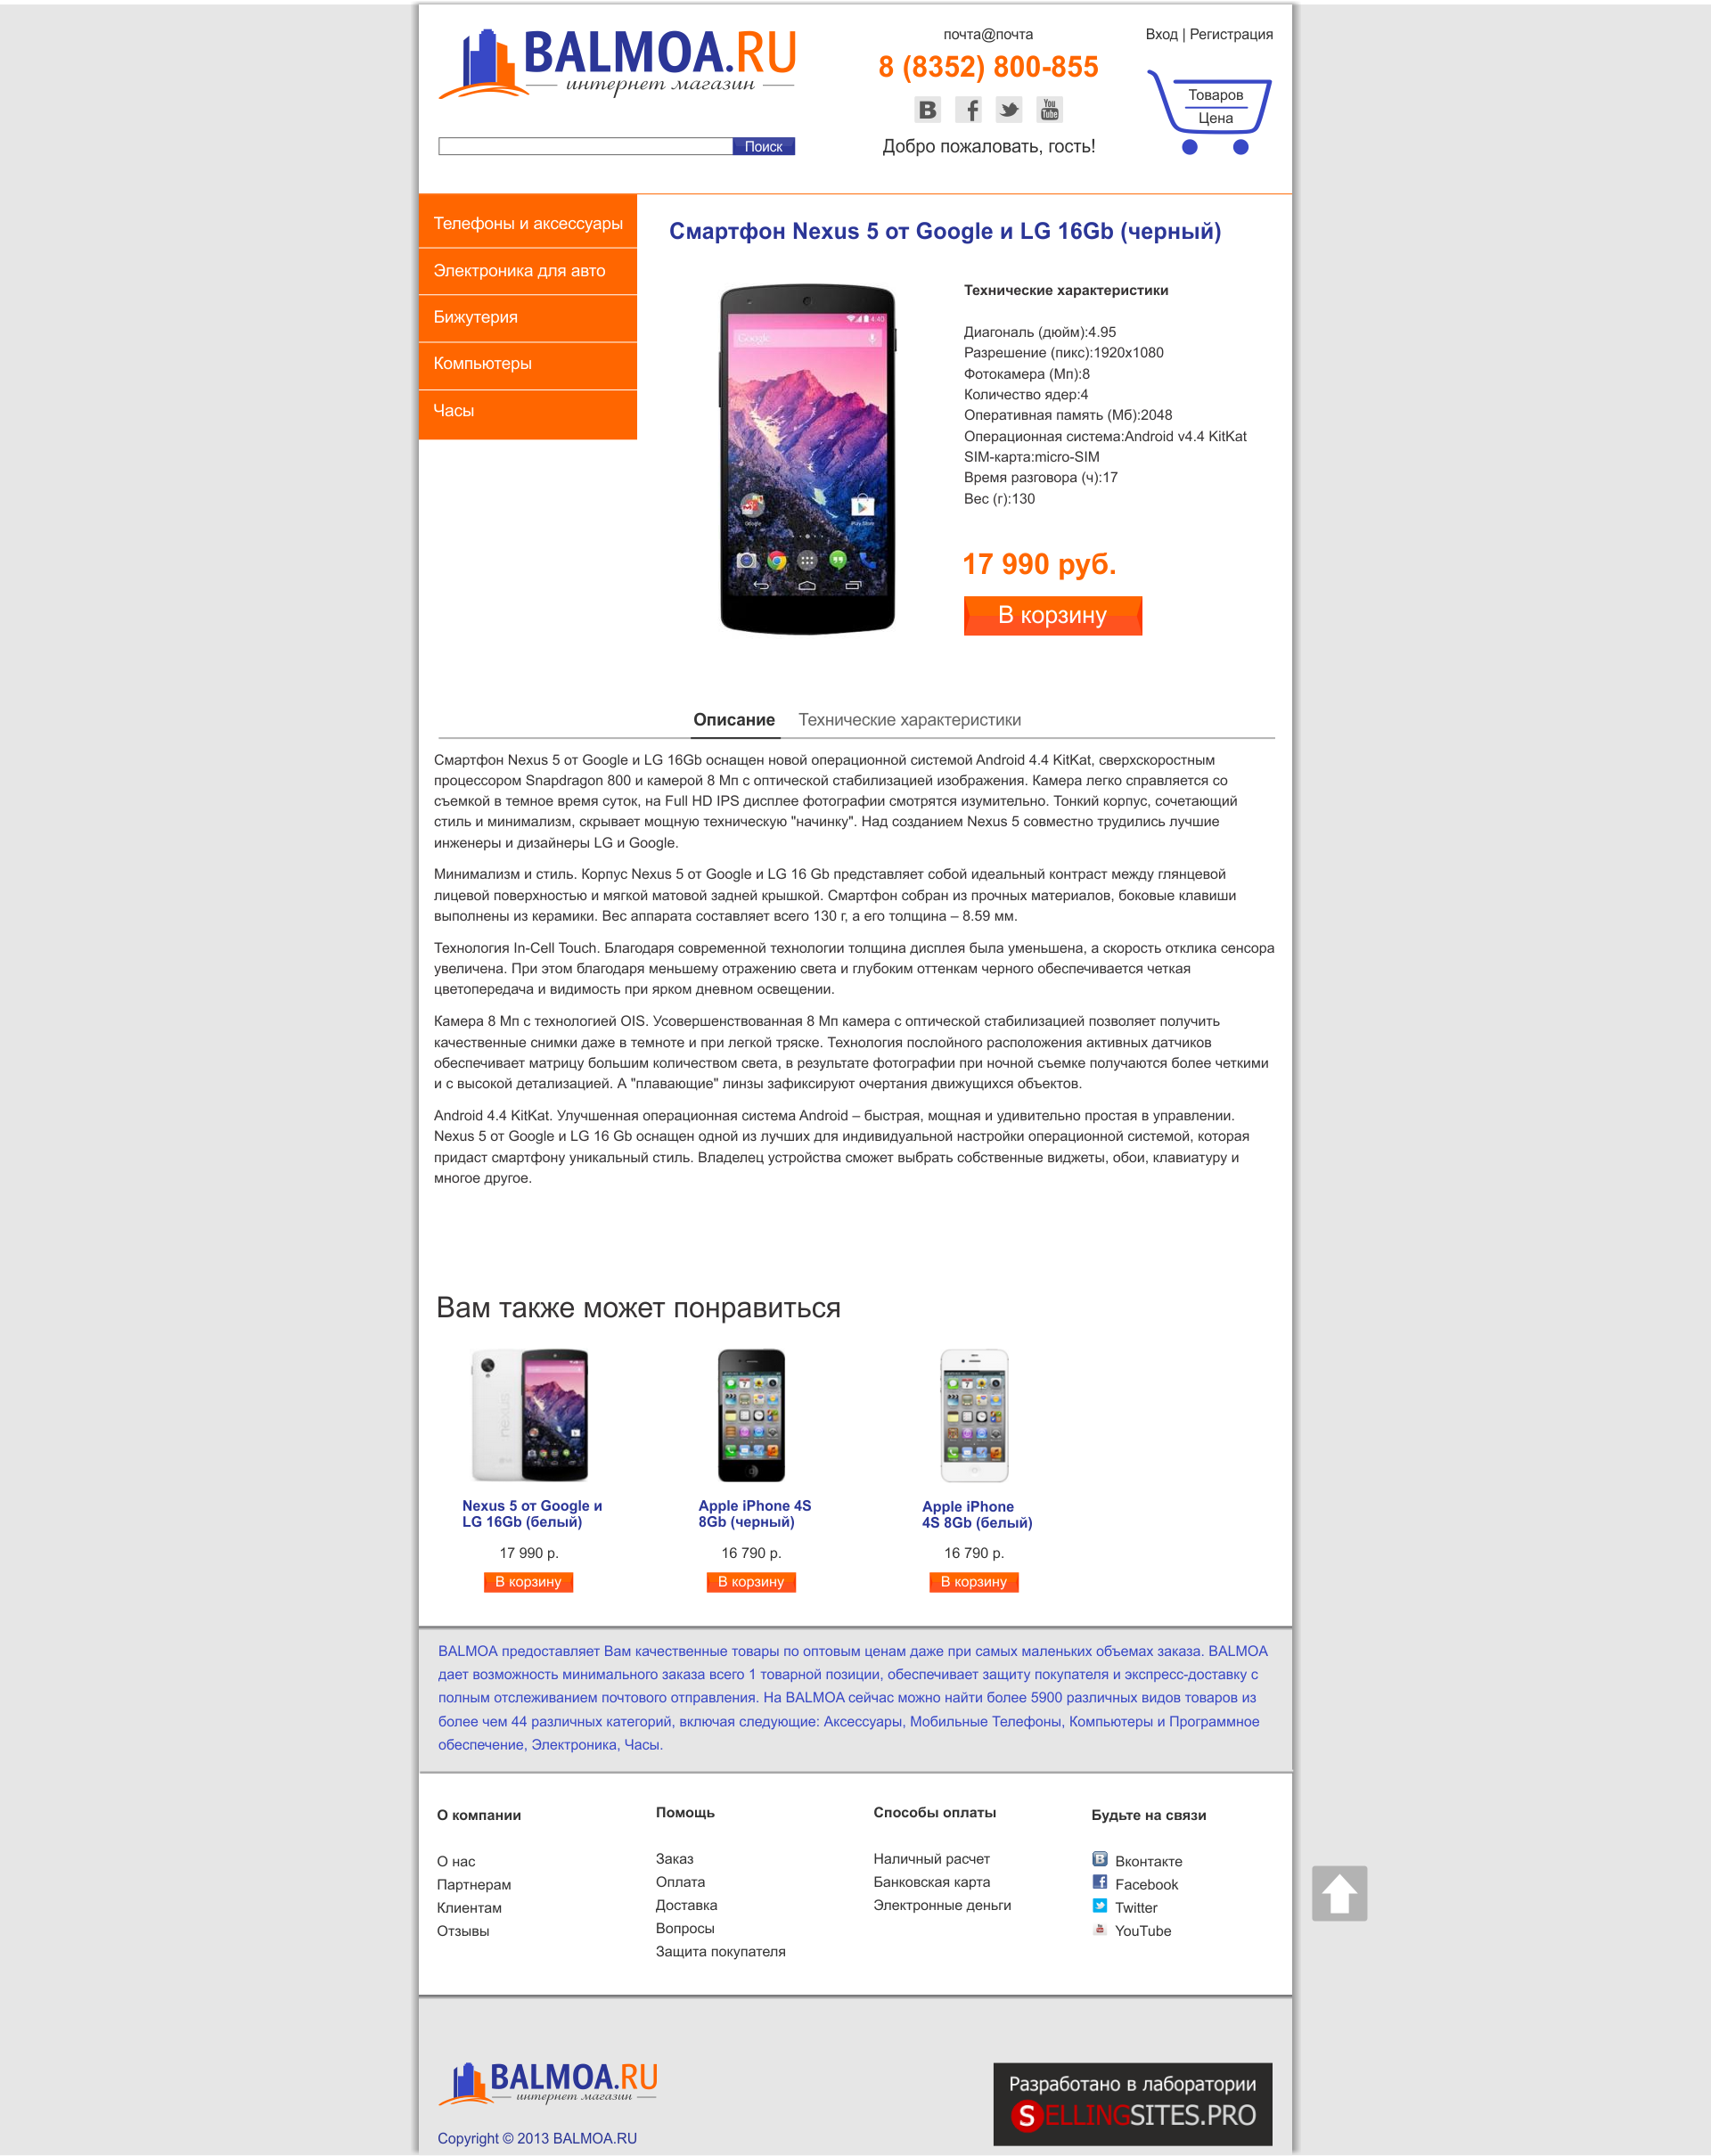 BALMOA.RU
интернет магазин
Поиск
почта@почта
8 (8352) 800-855
B f You Tube
Добро пожаловать, гость!
Вход | Регистрация
Товаров
Цена
Телефоны и аксессуары
Электроника для авто
Бижутерия
Компьютеры
Часы
Смартфон Nexus 5 от Google и LG 16Gb (черный)
4:40
Google
Google
Play Store
Технические характеристики
Диагональ (дюйм):4.95
Разрешение (пикс):1920x1080
Фотокамера (Мп):8
Количество ядер:4
Оперативная память (Мб):2048
Операционная система:Android v4.4 KitKat
SIM-карта:micro-SIM
Время разговора (ч):17
Вес (г):130
17 990 руб.
В корзину
Описание Технические характеристики
Смартфон Nexus 5 от Google и LG 16Gb оснащен новой операционной системой Android 4.4 KitKat, сверхскоростным
процессором Snapdragon 800 и камерой 8 Мп с оптической стабилизацией изображения. Камера легко справляется со
съемкой в темное время суток, на Full HD IPS дисплее фотографии смотрятся изумительно. Тонкий корпус, сочетающий
стиль и минимализм, скрывает мощную техническую "начинку". Над созданием Nexus 5 совместно трудились лучшие
инженеры и дизайнеры LG и Google.
Минимализм и стиль. Корпус Nexus 5 от Google и LG 16 Gb представляет собой идеальный контраст между глянцевой
лицевой поверхностью и мягкой матовой задней крышкой. Смартфон собран из прочных материалов, боковые клавиши
выполнены из керамики. Вес аппарата составляет всего 130 г, а его толщина – 8.59 мм.
Технология In-Cell Touch. Благодаря современной технологии толщина дисплея была уменьшена, а скорость отклика сенсора
увеличена. При этом благодаря меньшему отражению света и глубоким оттенкам черного обеспечивается четкая
цветопередача и видимость при ярком дневном освещении.
Камера 8 Мп с технологией OIS. Усовершенствованная 8 Мп камера с оптической стабилизацией позволяет получить
качественные снимки даже в темноте и при легкой тряске. Технология послойного расположения активных датчиков
обеспечивает матрицу большим количеством света, в результате фотографии при ночной съемке получаются более четкими
и с высокой детализацией. А "плавающие" линзы зафиксируют очертания движущихся объектов.
Android 4.4 KitKat. Улучшенная операционная система Android – быстрая, мощная и удивительно простая в управлении.
Nexus 5 от Google и LG 16 Gb оснащен одной из лучших для индивидуальной настройки операционной системой, которая
придаст смартфону уникальный стиль. Владелец устройства сможет выбрать собственные виджеты, обои, клавиатуру и
многое другое.
Вам также может понравиться
nexus
Nexus 5 от Google и
LG 16Gb (белый)
17 990 р.
В корзину
Apple iPhone 4S
8Gb (черный)
16 790 р.
В корзину
Apple iPhone
4S 8Gb (белый)
16 790 р.
В корзину
BALMOA предоставляет Вам качественные товары по оптовым ценам даже при самых маленьких объемах заказа. BALMOA
дает возможность минимального заказа всего 1 товарной позиции, обеспечивает защиту покупателя и экспресс-доставку с
полным отслеживанием почтового отправления. На BALMOA сейчас можно найти более 5900 различных видов товаров из
более чем 44 различных категорий, включая следующие: Аксессуары, Мобильные Телефоны, Компьютеры и Программное
обеспечение, Электроника, Часы.
О компании
О нас
Партнерам
Клиентам
Отзывы
Помощь
Заказ
Оплата
Доставка
Вопросы
Защита покупателя
Способы оплаты
Наличный расчет
Банковская карта
Электронные деньги
Будьте на связи
Вконтакте
Facebook
Twitter
YouTube
BALMOA.RU
интернет магазин
Copyright © 2013 BALMOA.RU
Разработано в лаборатории
SELLINGSITES.PRO